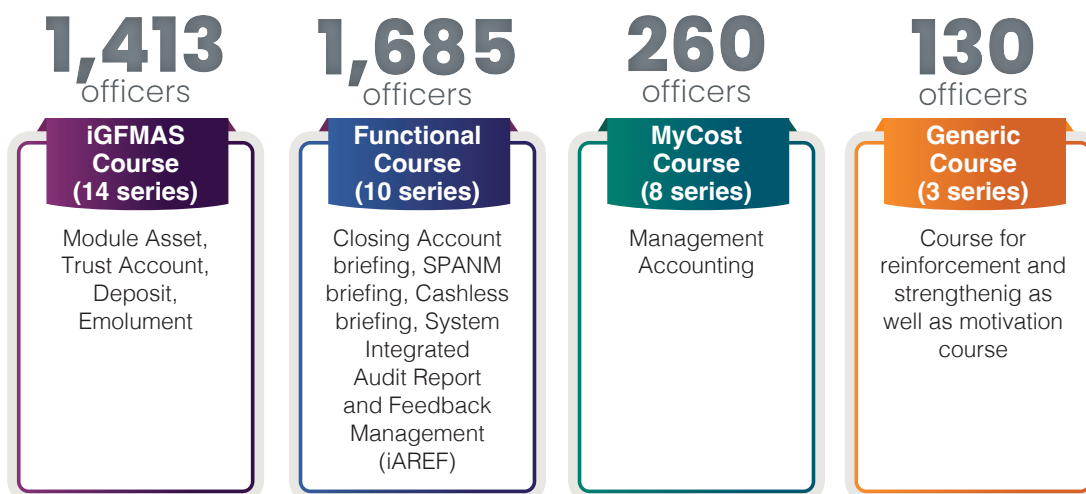 1,413
officers
iGFMAS
Course
(14 series)
Module Asset,
Trust Account,
Deposit,
Emolument
1,685
officers
Functional
Course
(10 series)
Closing Account
briefing, SPANM
briefing, Cashless
briefing, System
Integrated
Audit Report
and Feedback
Management
(iAREF)
260
officers
MyCost
Course
(8 series)
Management
Accounting
130
officers
Generic
Course
(3 series)
Course for
reinforcement and
strengthenig as
well as motivation
course